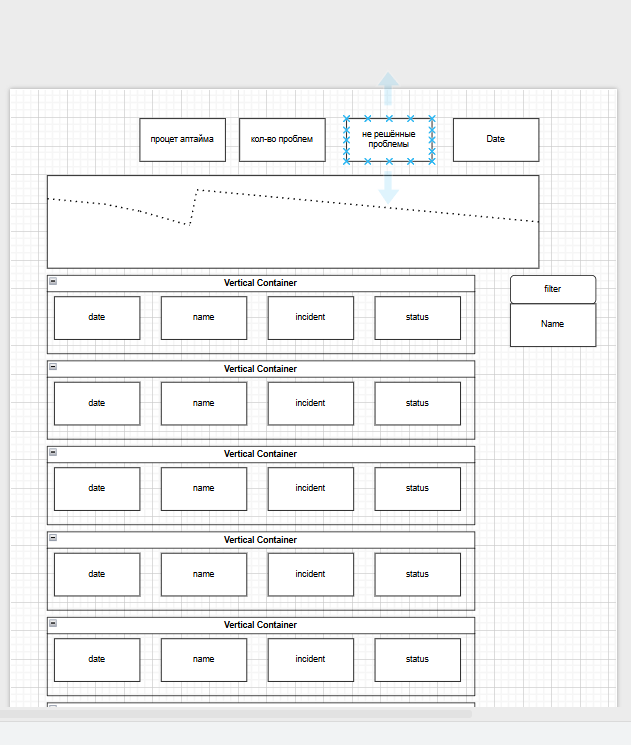 процет аптайма
кол-во проблем
не решённые
проблемы
Date
Vertical Container
date
name
incident
status
filter
Name
Vertical Container
date
name
incident
status
Vertical Container
date
name
incident
status
Vertical Container
date
name
incident
status
Vertical Container
date
name
incident
status